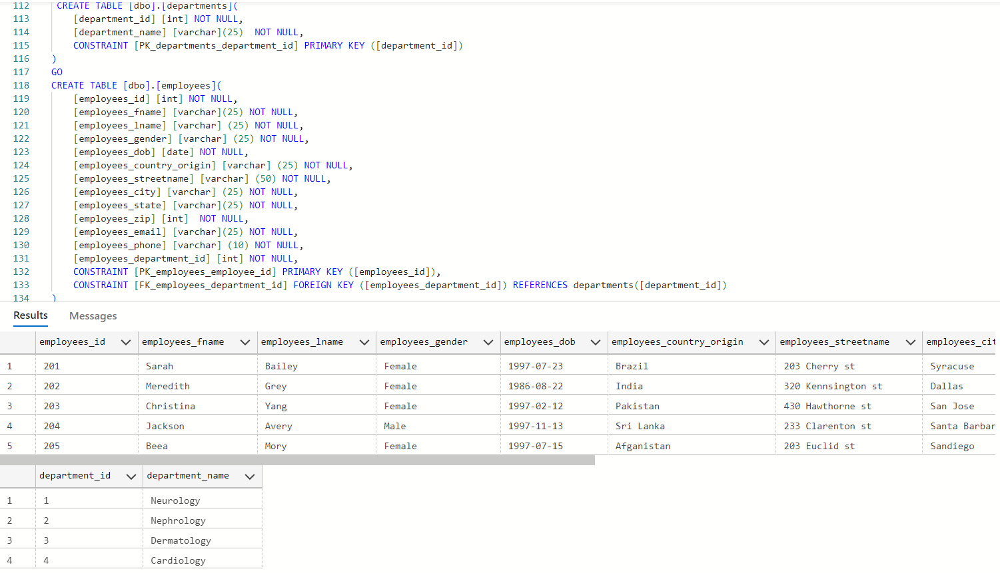 112 CREATE TABLE [dbo].[departments](
113 [department_id] [int] NOT NULL,
114 [department_name] [varchar](25)  NOT NULL,
115 CONSTRAINT [PK_departments_department_id] PRIMARY KEY ([department_id])
116 )
117 GO
118 CREATE TABLE [dbo].[employees](
119 [employees_id] [int] NOT NULL,
120 [employees_fname] [varchar](25) NOT NULL,
121 [employees_lname] [varchar] (25) NOT NULL,
122 [employees_gender] [varchar] (25) NOT NULL,
123 [employees_dob] [date] NOT NULL,
124 [employees_country_origin] [varchar] (25) NOT NULL,
125 [employees_streetname] [varchar] (50) NOT NULL,
126 [employees_city] [varchar] (25) NOT NULL,
127 [employees_state] [varchar](25) NOT NULL,
128 [employees_zip] [int]  NOT NULL,
129 [employees_email] [varchar](25) NOT NULL,
130 [employees_phone] [varchar] (10) NOT NULL,
131 [employees_department_id] [int] NOT NULL,
132 CONSTRAINT [PK_employees_employee_id] PRIMARY KEY ([employees_id]),
133 CONSTRAINT [FK_employees_department_id] FOREIGN KEY ([employees_department_id]) REFERENCES departments([department_id])
134 )
Results Messages
employees_id employees_fname employees_lname employees_gender employees_dob employees_country_origin employees_streetname employees_cit
1 201 Sarah Bailey Female 1997-07-23 Brazil 203 Cherry st Syracuse
2 202 Meredith Grey Female 1986-08-22 India 320 Kennsington st Dallas
3 203 Christina Yang Female 1997-02-12 Pakistan 430 Hawthorne st San Jose
4 204 Jackson Avery Male 1997-11-13 Sri Lanka 233 Clarenton st Santa Barbar
5 205 Beea Mory Female 1997-07-15 Afganistan 203 Euclid st Sandiego
department_id department_name
1 1 Neurology
2 2 Nephrology
3 3 Dermatology
4 4 Cardiology